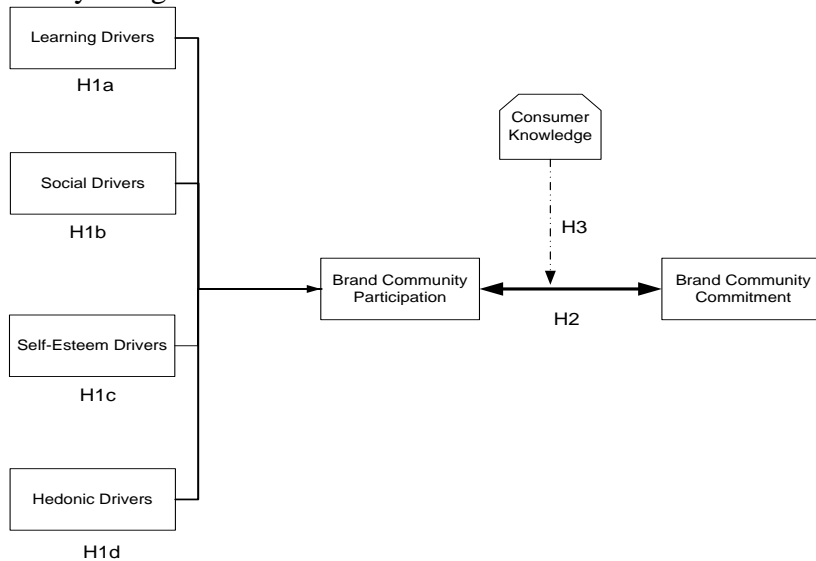 Learning Drivers
H1a
Consumer
Knowledge
Social Drivers
H1b
H3
Brand Community
Participation
Brand Community
Commitment
H2
Self-Esteem Drivers
H1c
Hedonic Drivers
H1d